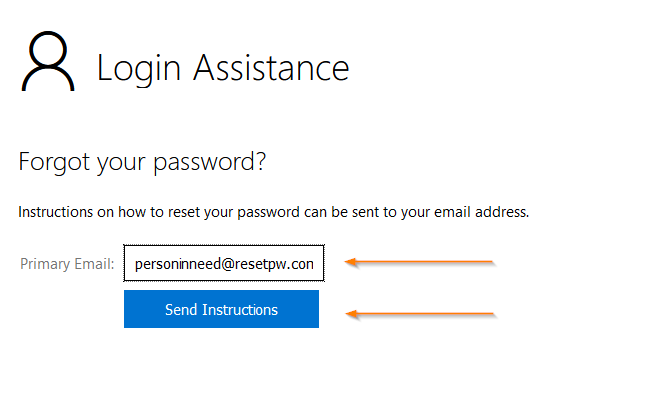 Login Assistance
Forgot your password?
Instructions on how to reset your password can be sent to your email address.
Primary Email: personinneed@resetpw.con
Send Instructions